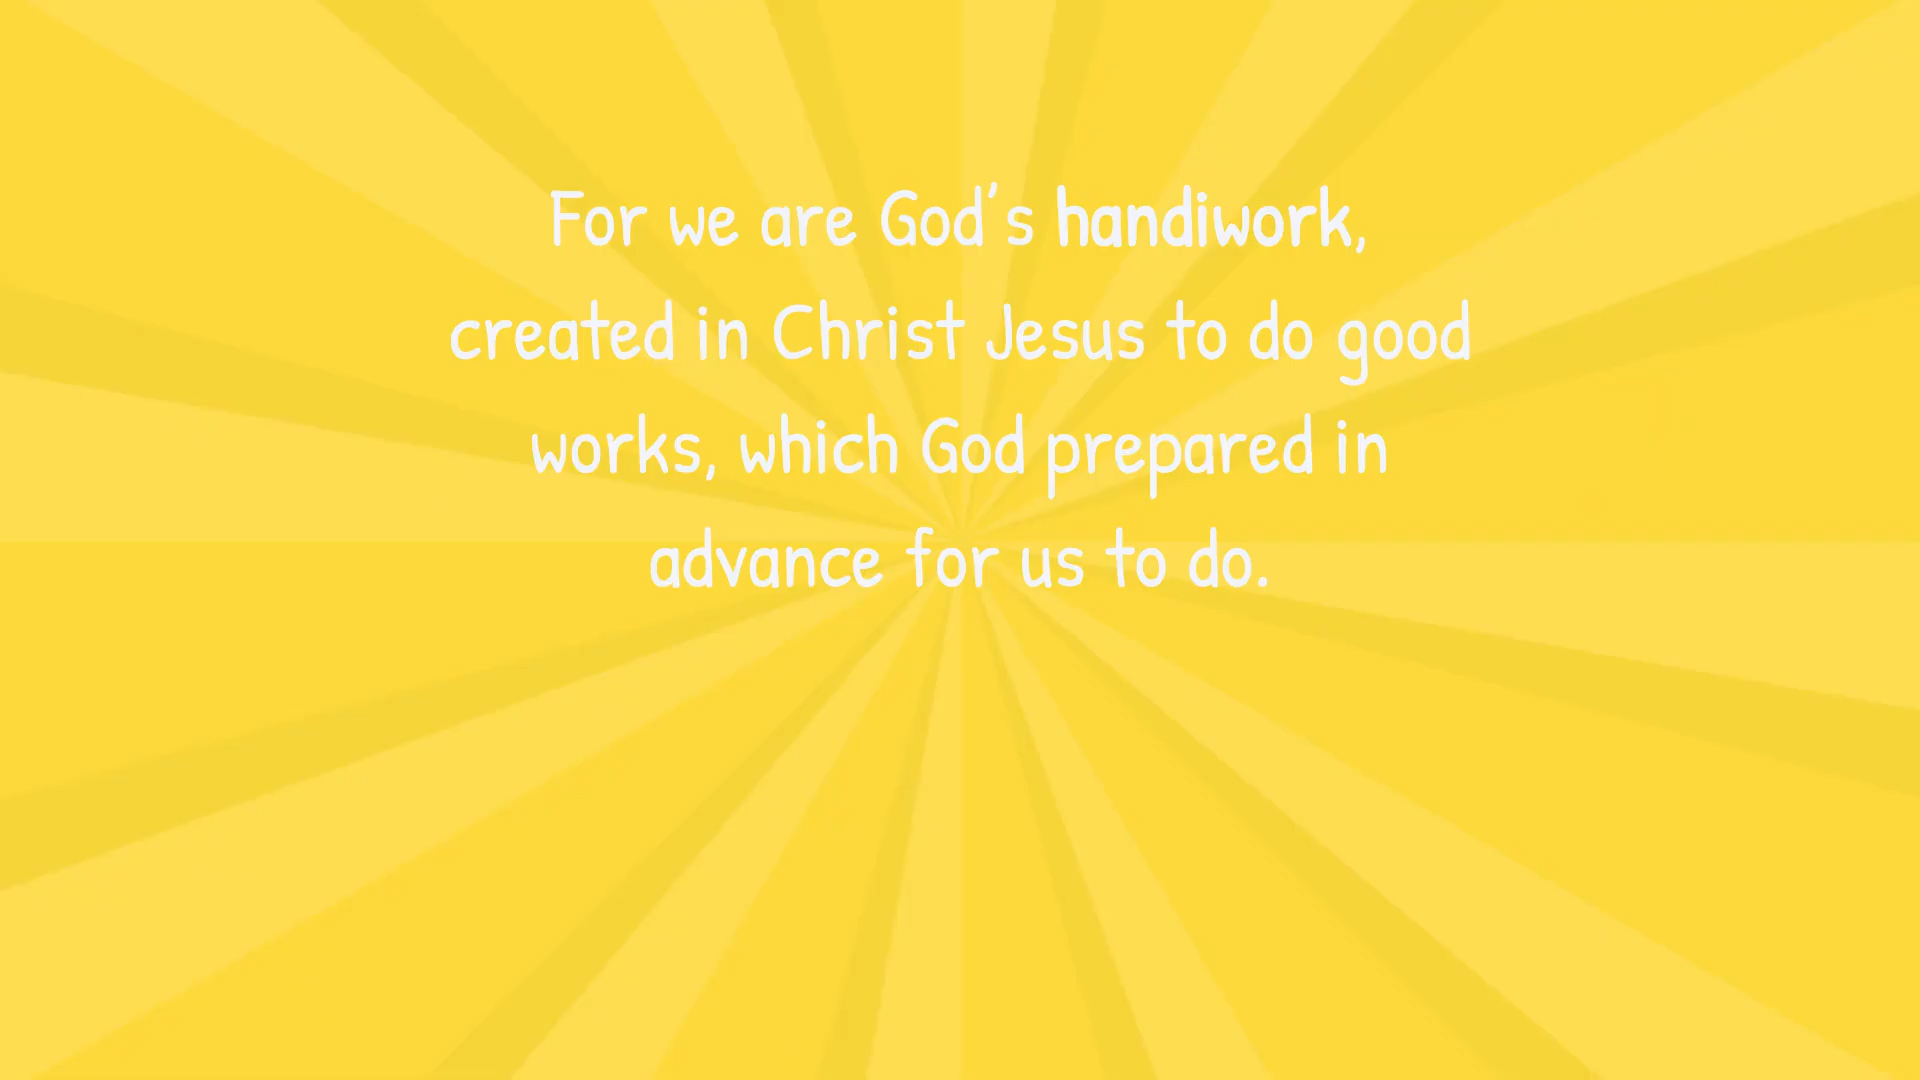 For we are God's handiwork,
created in Christ Jesus to do good
works, which God prepared in
advance for us to do.